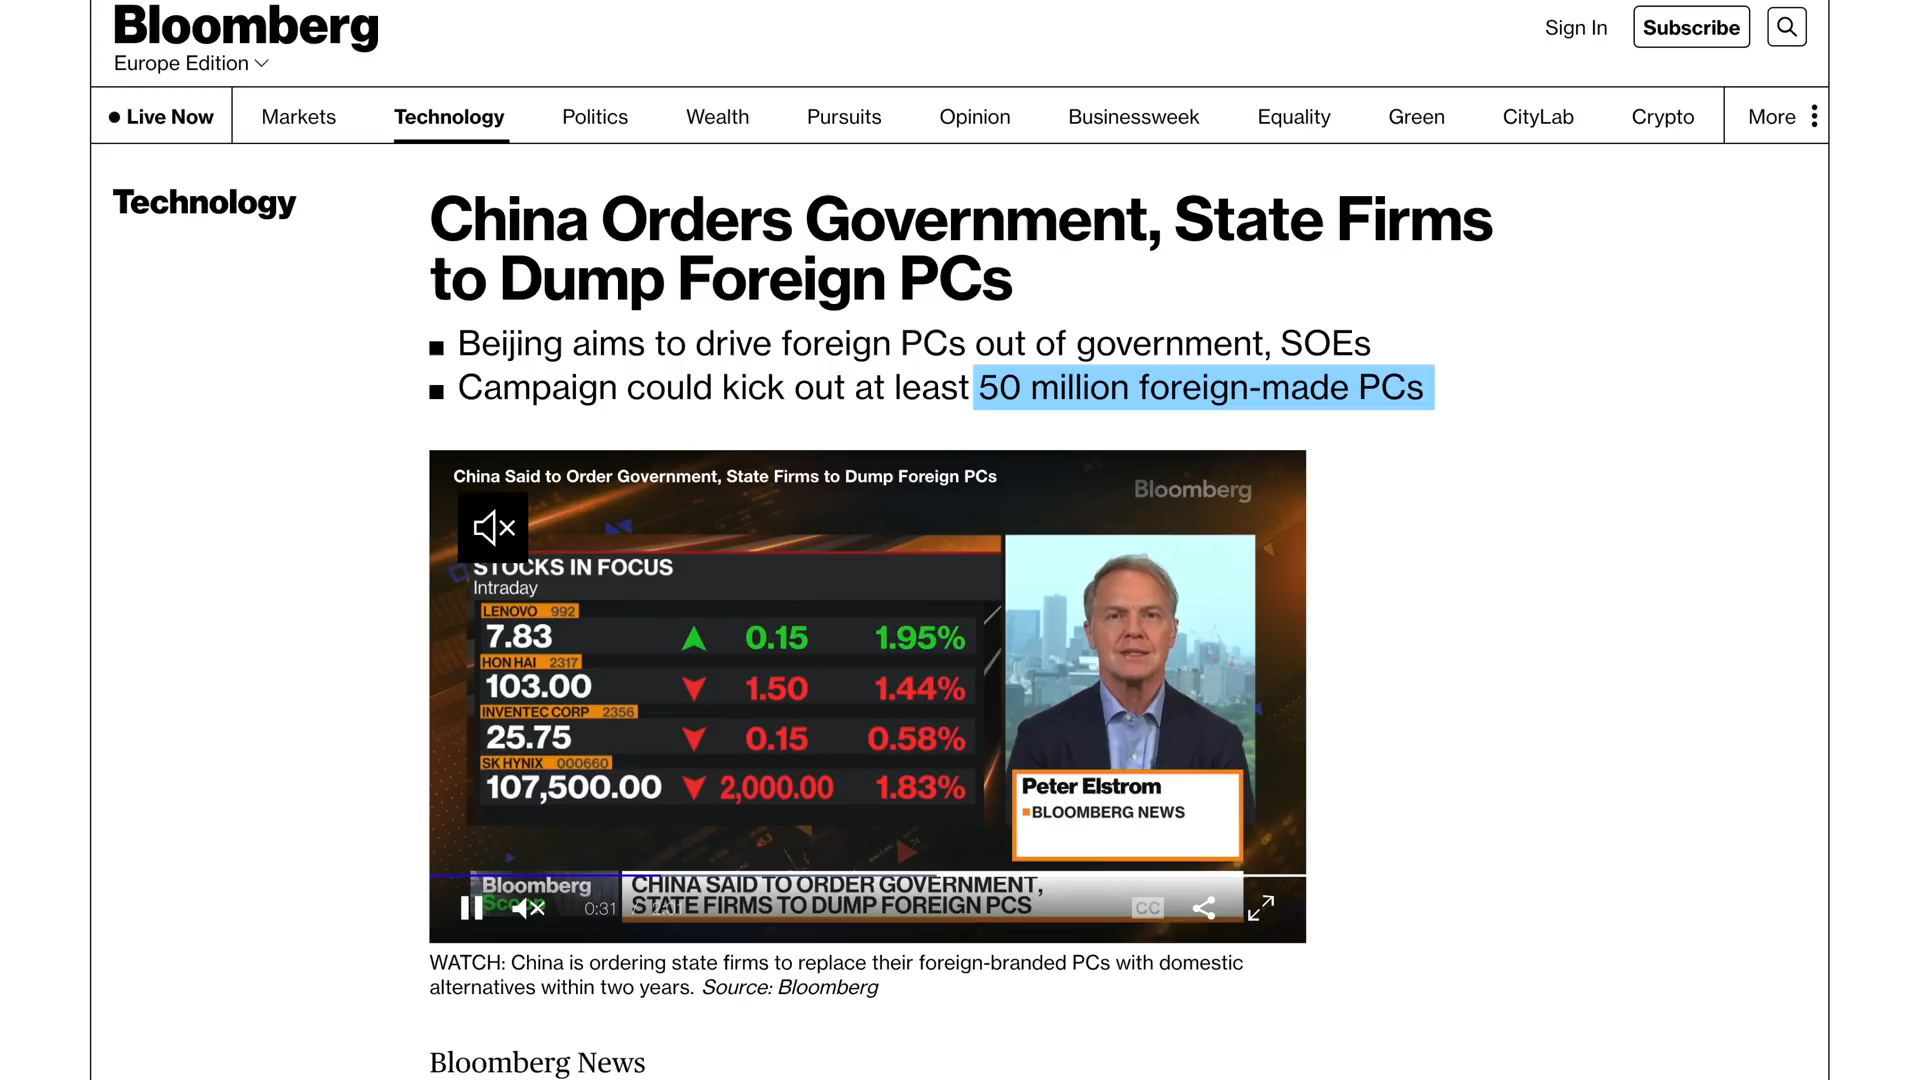 Bloomberg
Sign In
Subscribe
Europe Edition
Live Now
Markets
Technology
Politics
Wealth
Pursuits
Opinion
Businessweek
Equality
Green
CityLab
Crypto
More
Technology
China Orders Government, State Firms
to Dump Foreign PCs
Beijing aims to drive foreign PCs out of government, SOEs
Campaign could kick out at least 50 million foreign-made PCs
China Said to Order Government, State Firms to Dump Foreign PCs
Bloomberg
STOCKS IN FOCUS
Intraday
LENOVO 992
7.83 0.15 1.95%
HON HAI 2317
103.00 1.50 1.44%
INVENTEC CORP 2356
25.75 0.15 0.58%
SK HYNIX 000660
107,500.00 2,000.00 1.83%
Peter Elstrom
BLOOMBERG NEWS
Bloomberg
CHINA SAID TO ORDER GOVERNMENT,
STATE FIRMS TO DUMP FOREIGN PCS
0:31 / 2:01
CC
WATCH: China is ordering state firms to replace their foreign-branded PCs with domestic
alternatives within two years. Source: Bloomberg
Bloomberg News